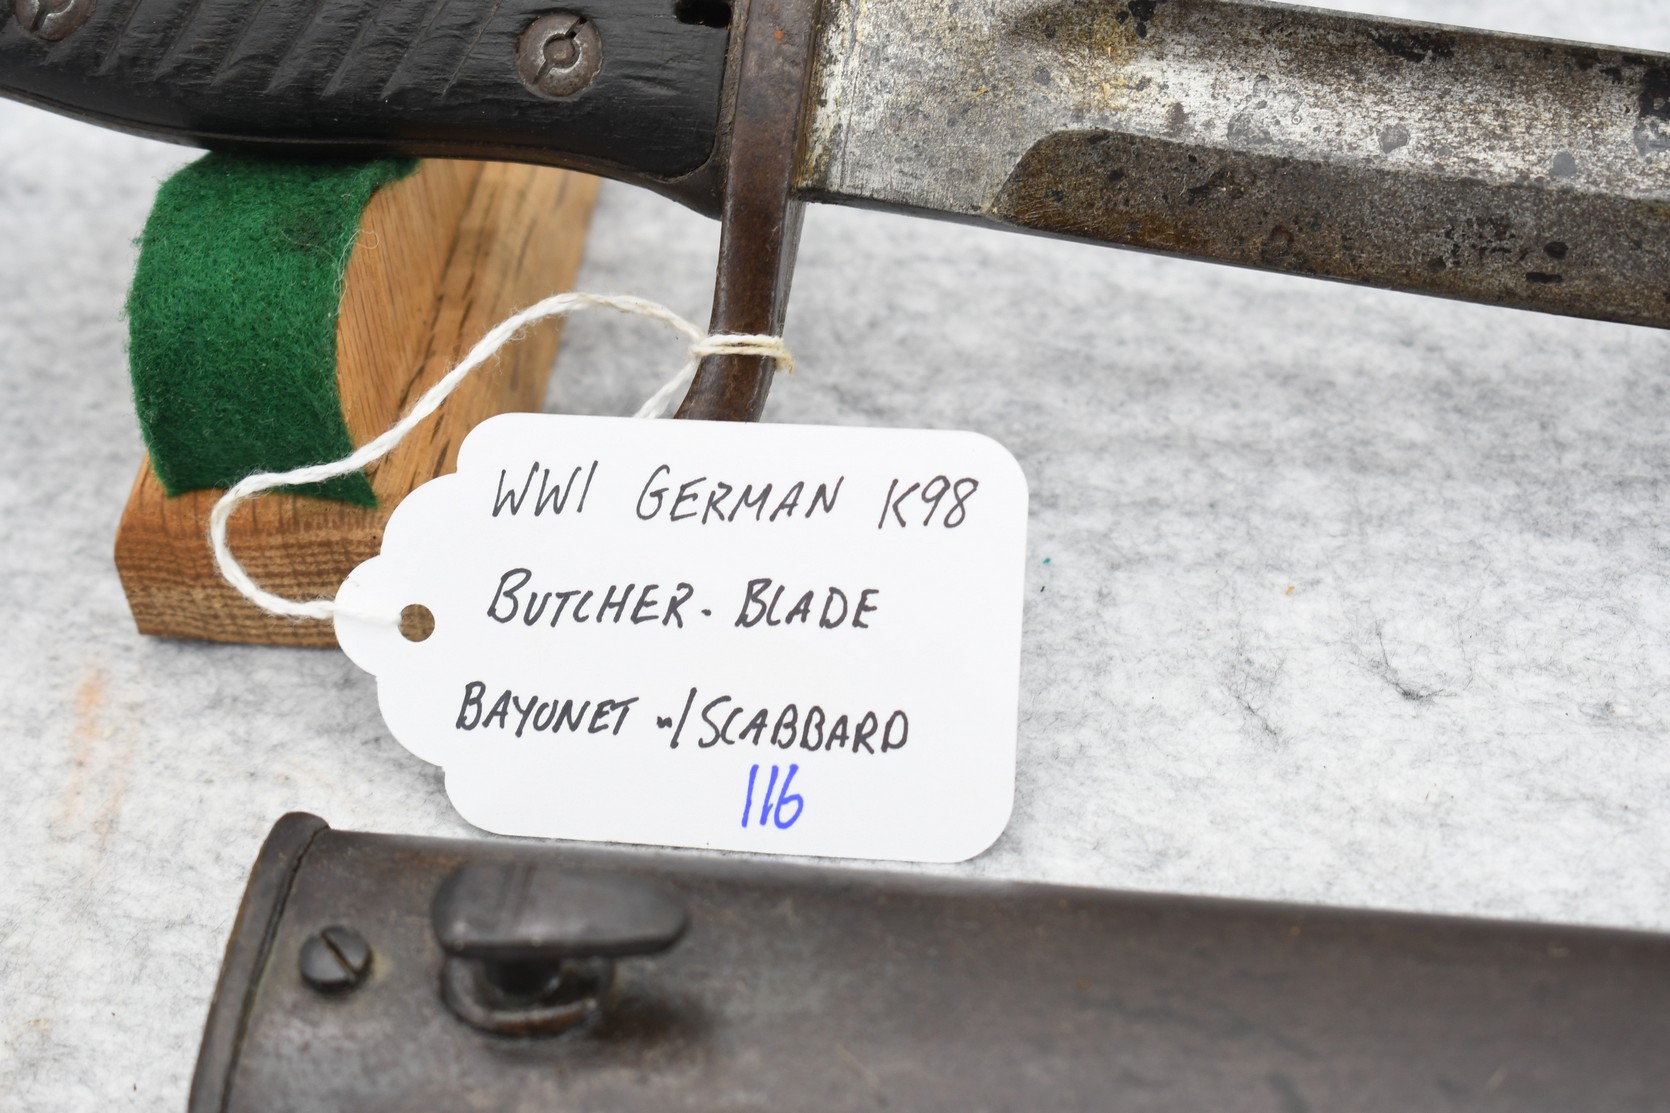 WWI GERMAN K98
BUTCHER-BLADE
BAYONET w/SCABBARD
116